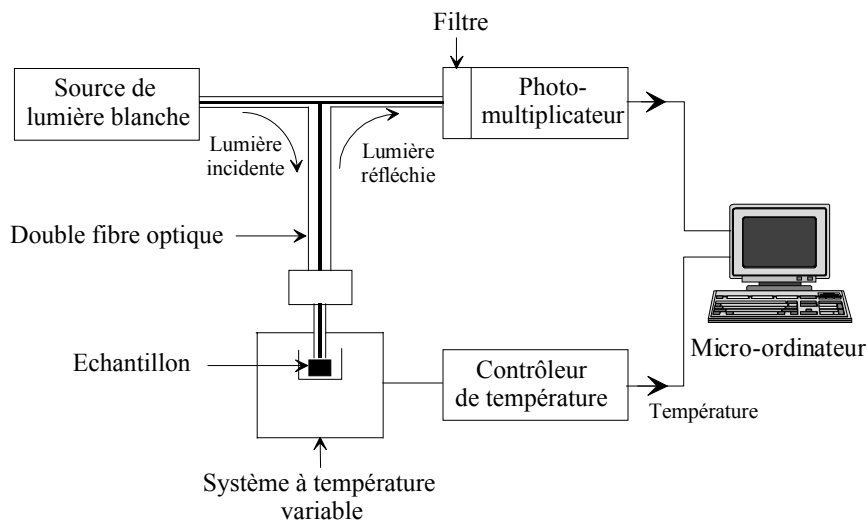 Filtre
Source de
lumière blanche
Photo-
multiplicateur
Lumière
incidente
Lumière
réfléchie
Double fibre optique
Echantillon
Contrôleur
de température
Micro-ordinateur
Température
Système à température
variable